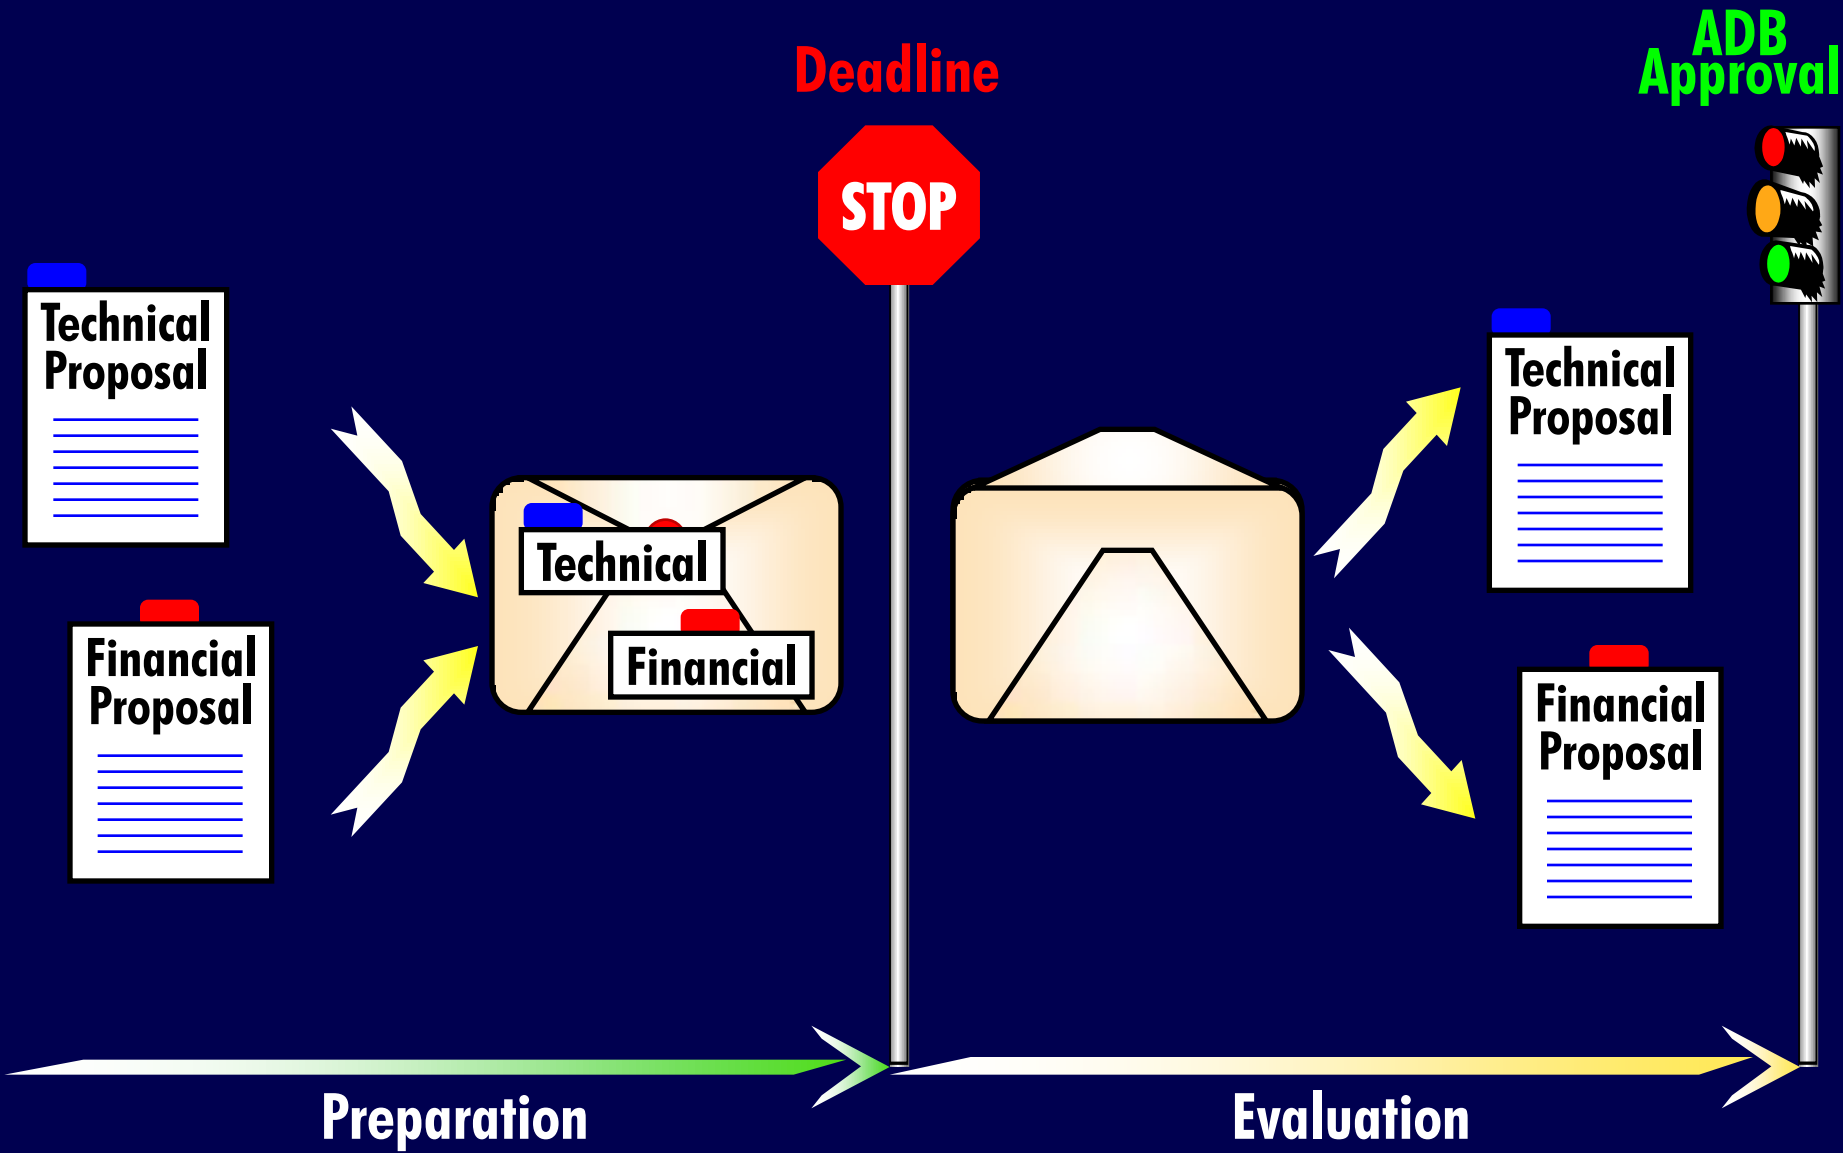 Deadline
ADB
Approval
STOP
Technical
Proposal
Financial
Proposal
Technical
Financial
Technical
Proposal
Financial
Proposal
Preparation
Evaluation